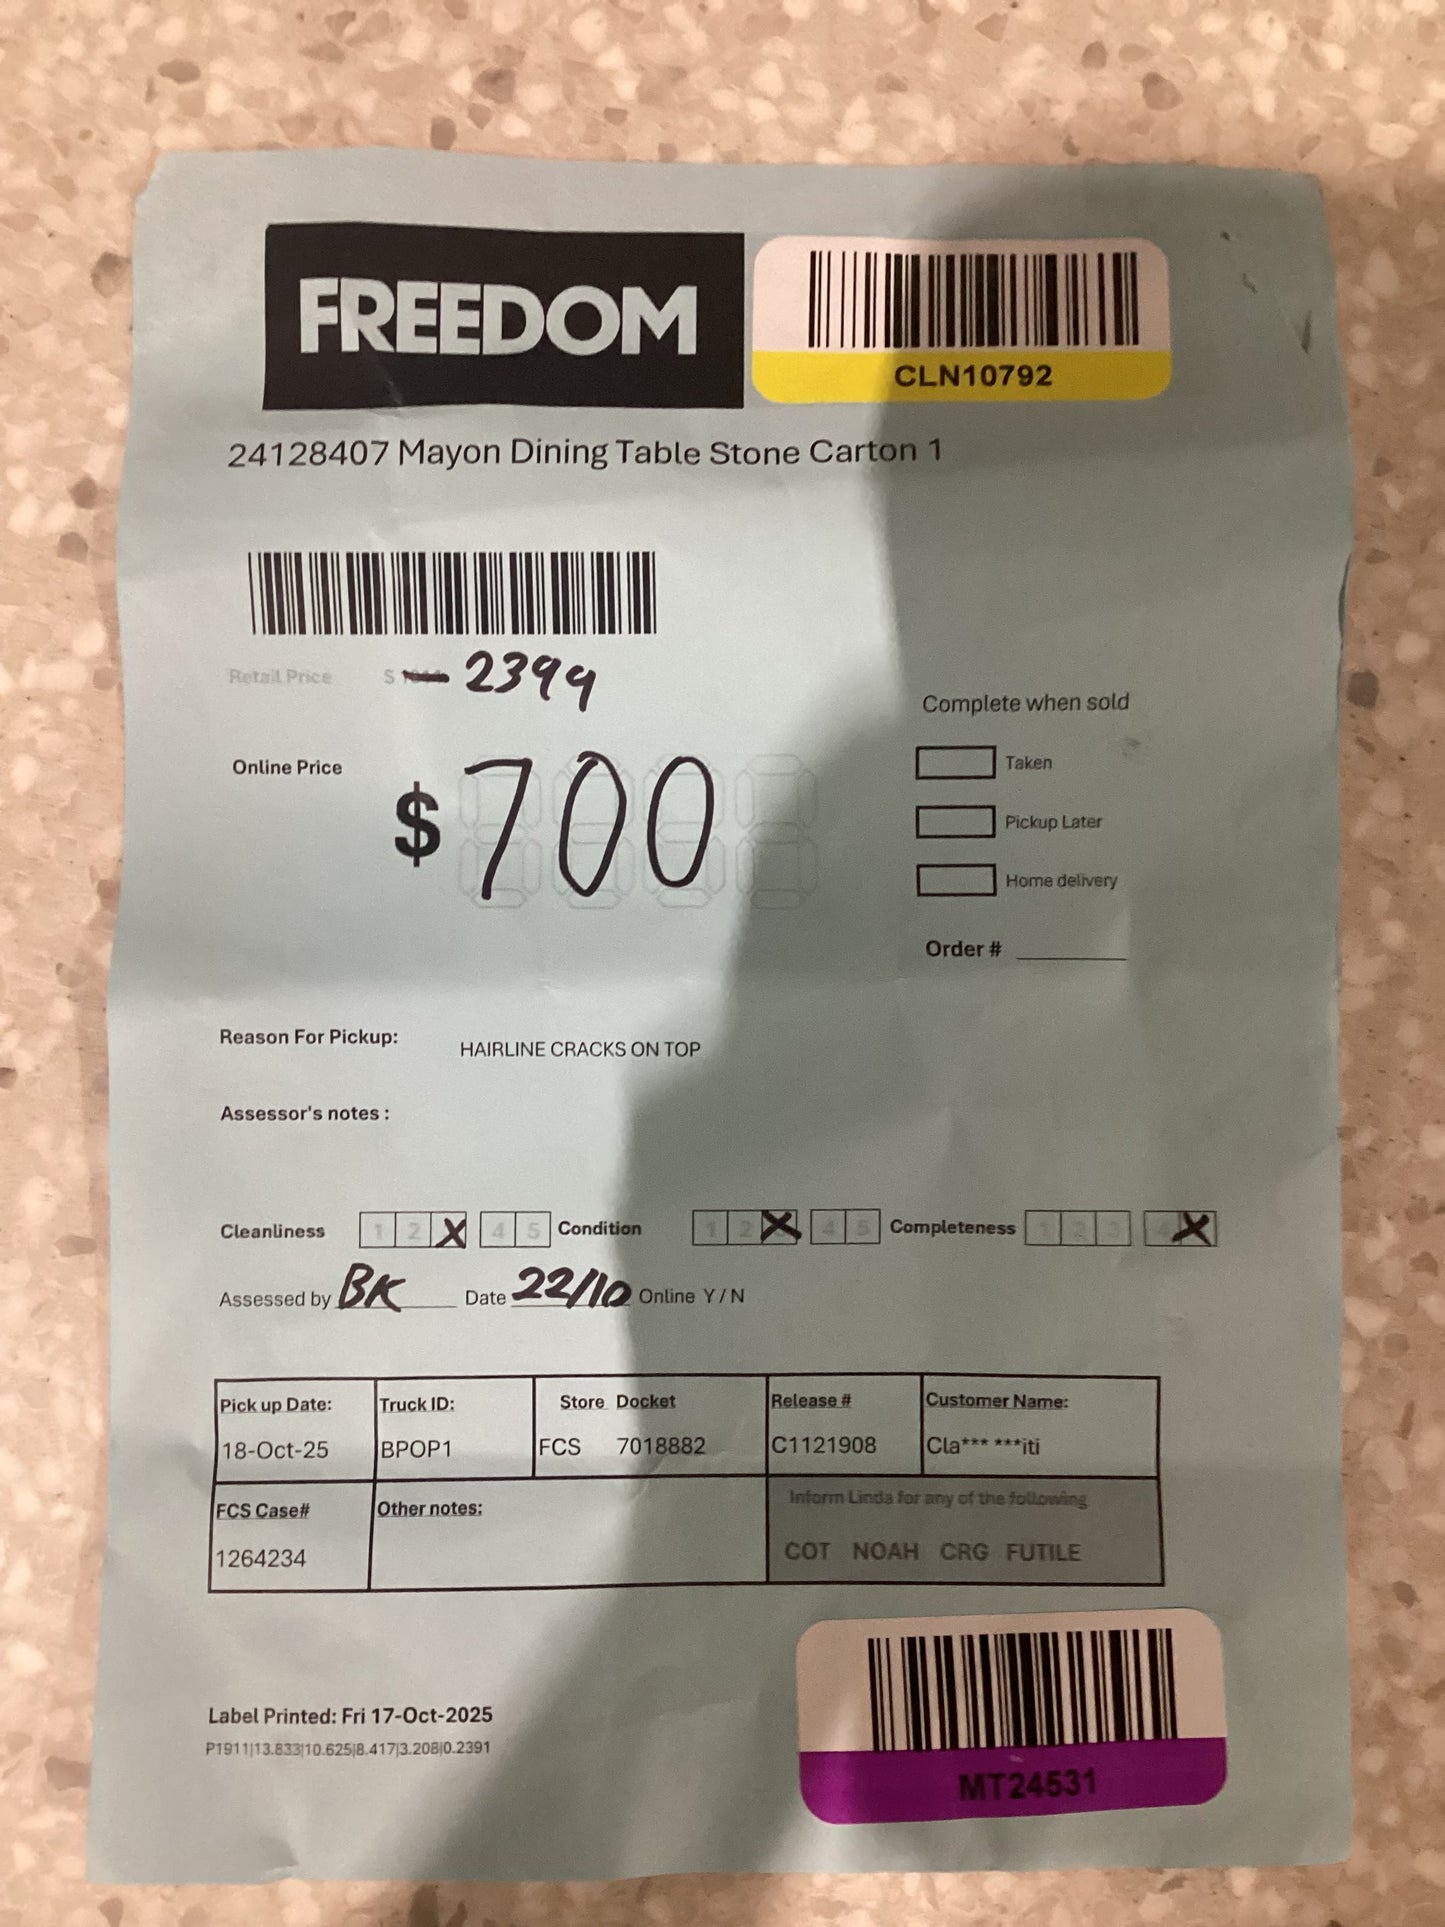 FREEDOM
CLN10792
24128407 Mayon Dining Table Stone Carton 1
Retail Price $ 2399
Complete when sold
Online Price $ 700
Taken
Pickup Later
Home delivery
Order #
Reason For Pickup: HAIRLINE CRACKS ON TOP
Assessor's notes :
Cleanliness 1 2 X 4 5 Condition 1 2 X 4 5 Completeness 1 2 3 4 X
Assessed by BK Date 22/10 Online Y / N
Pick up Date: Truck ID: Store Docket Release # Customer Name:
18-Oct-25 BPOP1 FCS 7018882 C1121908 Cla*** ***iti
FCS Case# Other notes: Inform Linda for any of the following
1264234 COT NOAH CRG FUTILE
Label Printed: Fri 17-Oct-2025
P1911|13.833|10.625|8.417|3.208|0.2391
MT24531